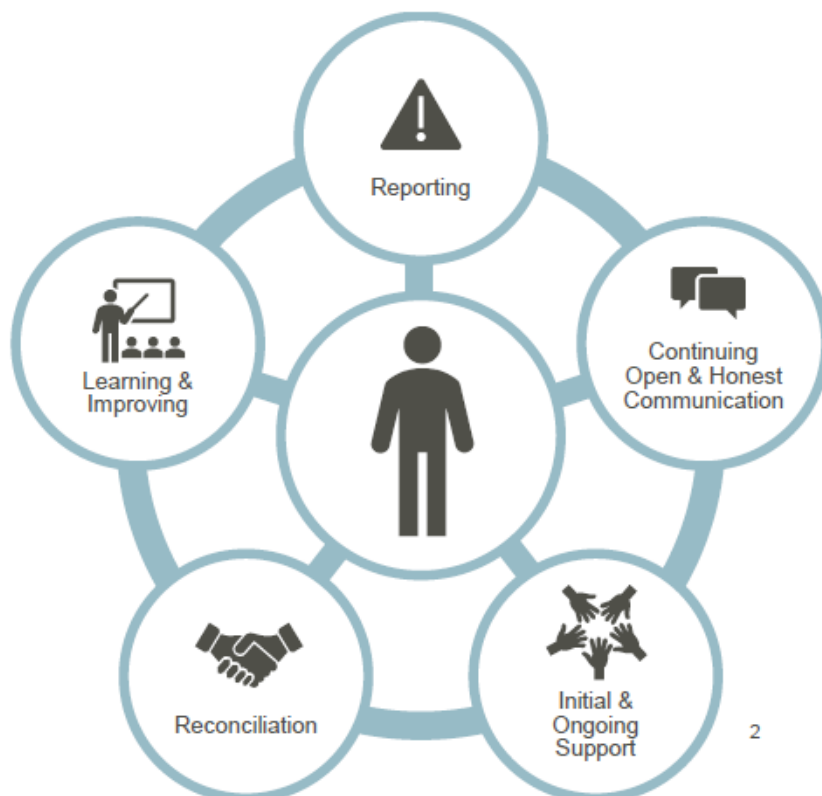 Reporting
Continuing
Open & Honest
Communication
Learning &
Improving
Reconciliation
Initial &
Ongoing
Support
2